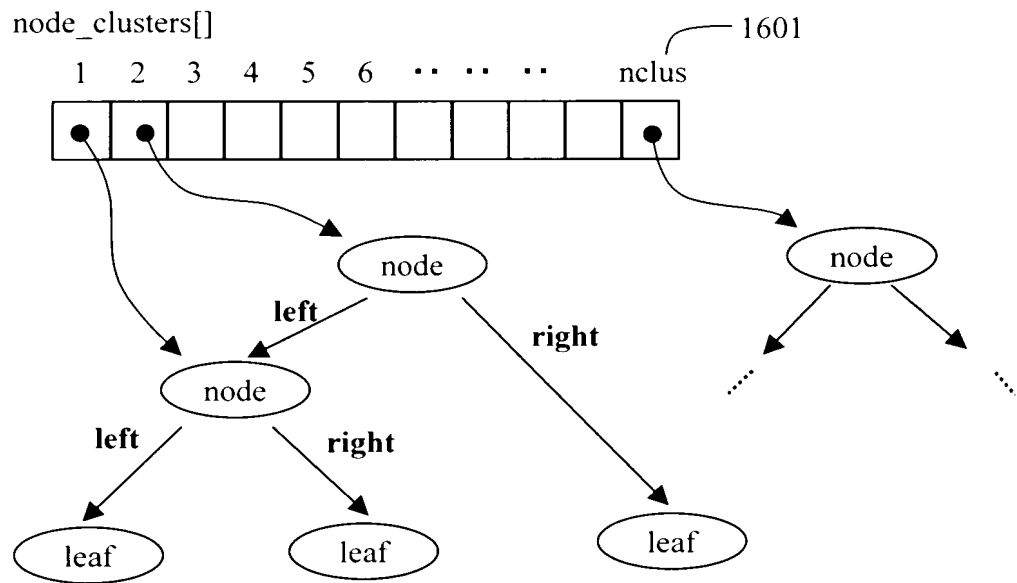 node_clusters[]
1601
1 2 3 4 5 6 ·· ·· ·· nclus
node
node
left
right
node
left
right
leaf
leaf
leaf